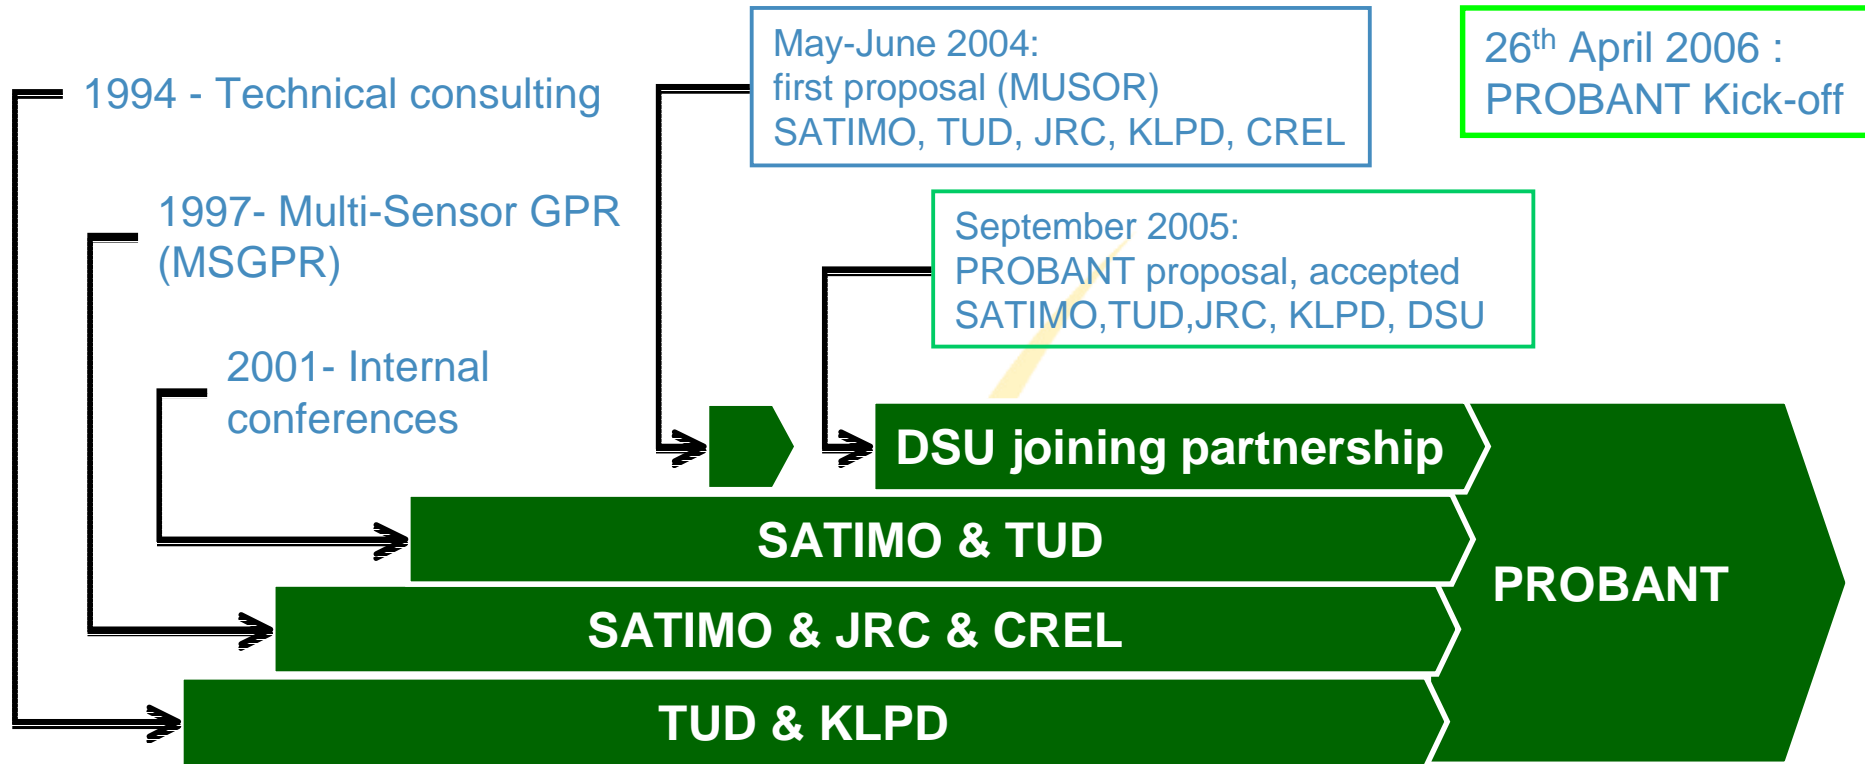 1994 - Technical consulting
1997- Multi-Sensor GPR
(MSGPR)
2001- Internal
conferences
May-June 2004:
first proposal (MUSOR)
SATIMO, TUD, JRC, KLPD, CREL
September 2005:
PROBANT proposal, accepted
SATIMO,TUD,JRC, KLPD, DSU
26th April 2006 :
PROBANT Kick-off
DSU joining partnership
SATIMO & TUD
SATIMO & JRC & CREL
TUD & KLPD
PROBANT